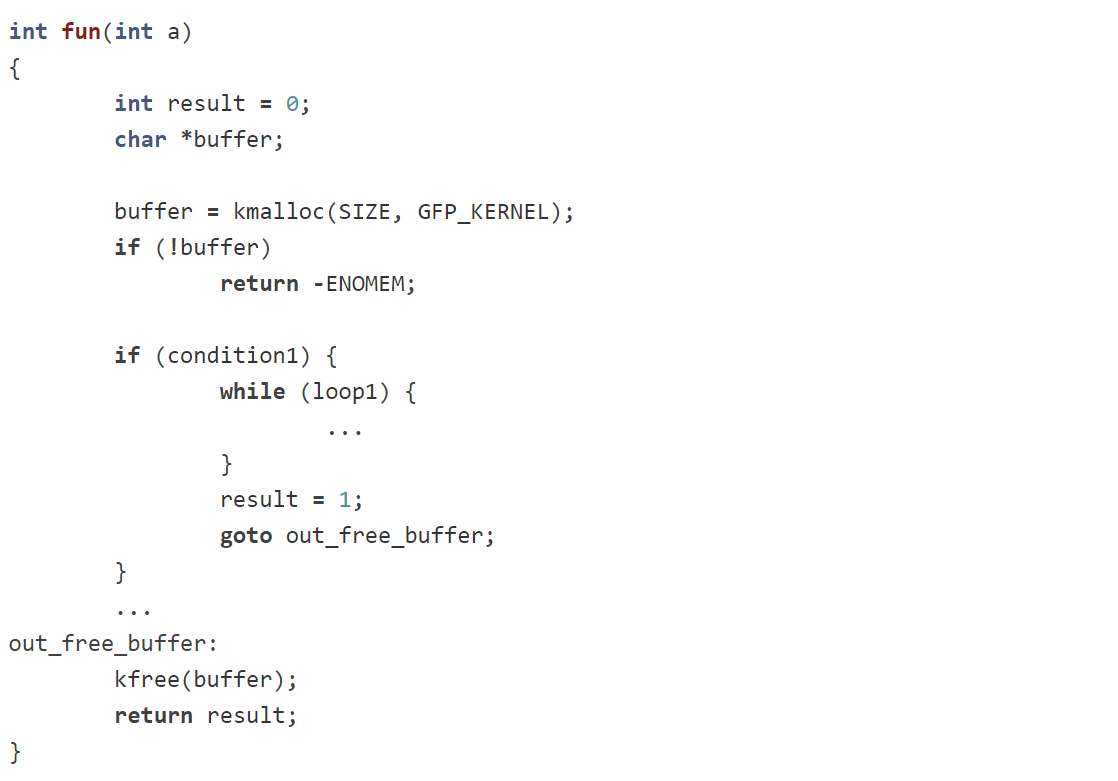 int fun(int a)
{
        int result = 0;
        char *buffer;

        buffer = kmalloc(SIZE, GFP_KERNEL);
        if (!buffer)
                return -ENOMEM;

        if (condition1) {
                while (loop1) {
                        ...
                }
                result = 1;
                goto out_free_buffer;
        }
        ...
out_free_buffer:
        kfree(buffer);
        return result;
}